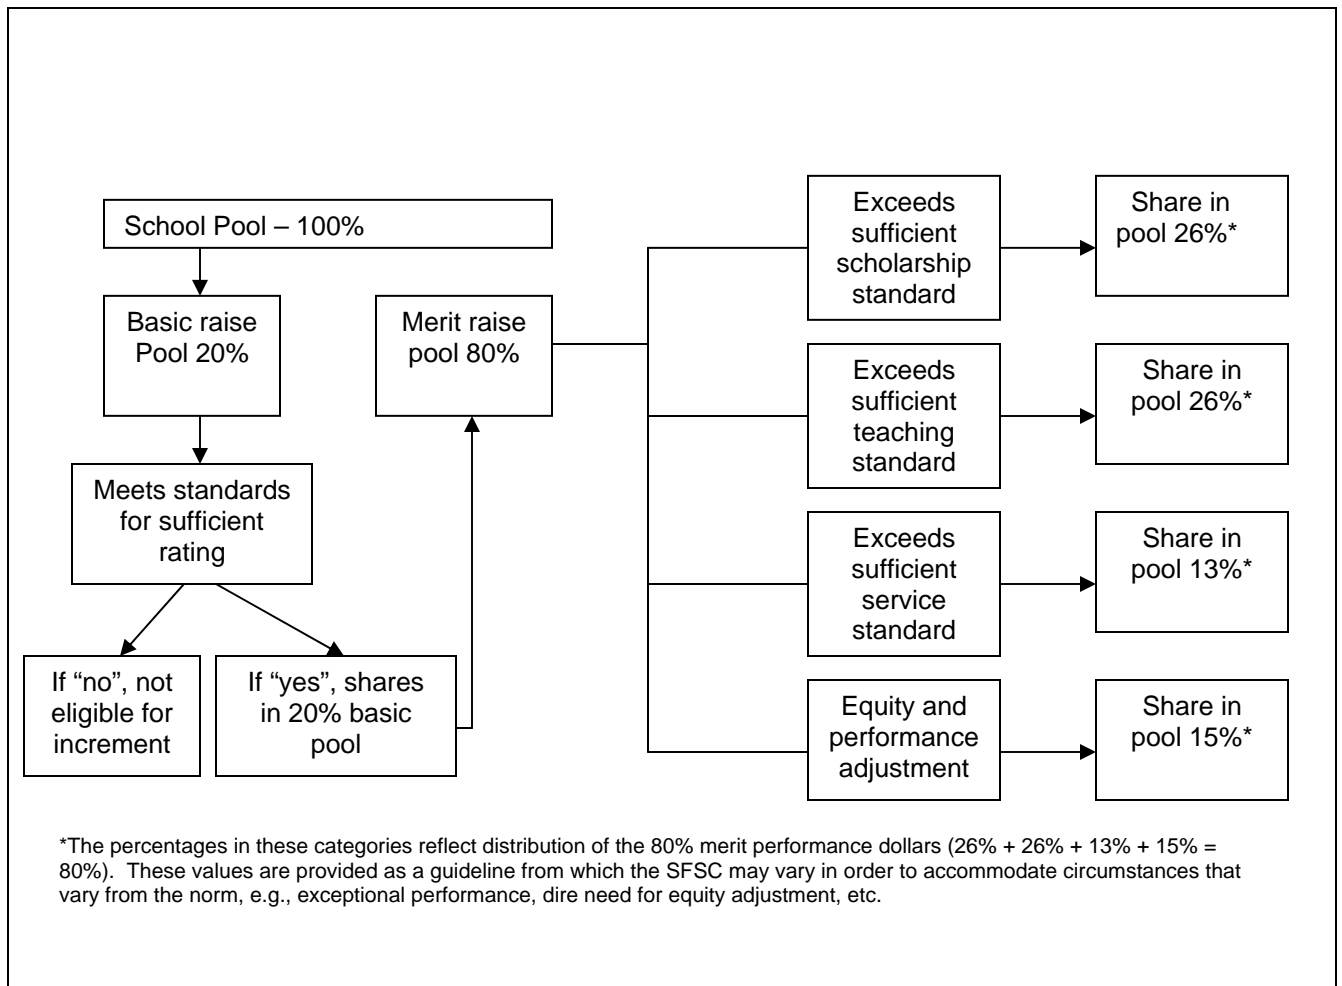 School Pool – 100%
Basic raise
Pool 20%
Merit raise
pool 80%
Meets standards
for sufficient
rating
If “no”, not
eligible for
increment
If “yes”, shares
in 20% basic
pool
Exceeds
sufficient
scholarship
standard
Share in
pool 26%*
Exceeds
sufficient
teaching
standard
Share in
pool 26%*
Exceeds
sufficient
service
standard
Share in
pool 13%*
Equity and
performance
adjustment
Share in
pool 15%*
*The percentages in these categories reflect distribution of the 80% merit performance dollars (26% + 26% + 13% + 15% =
80%).  These values are provided as a guideline from which the SFSC may vary in order to accommodate circumstances that
vary from the norm, e.g., exceptional performance, dire need for equity adjustment, etc.